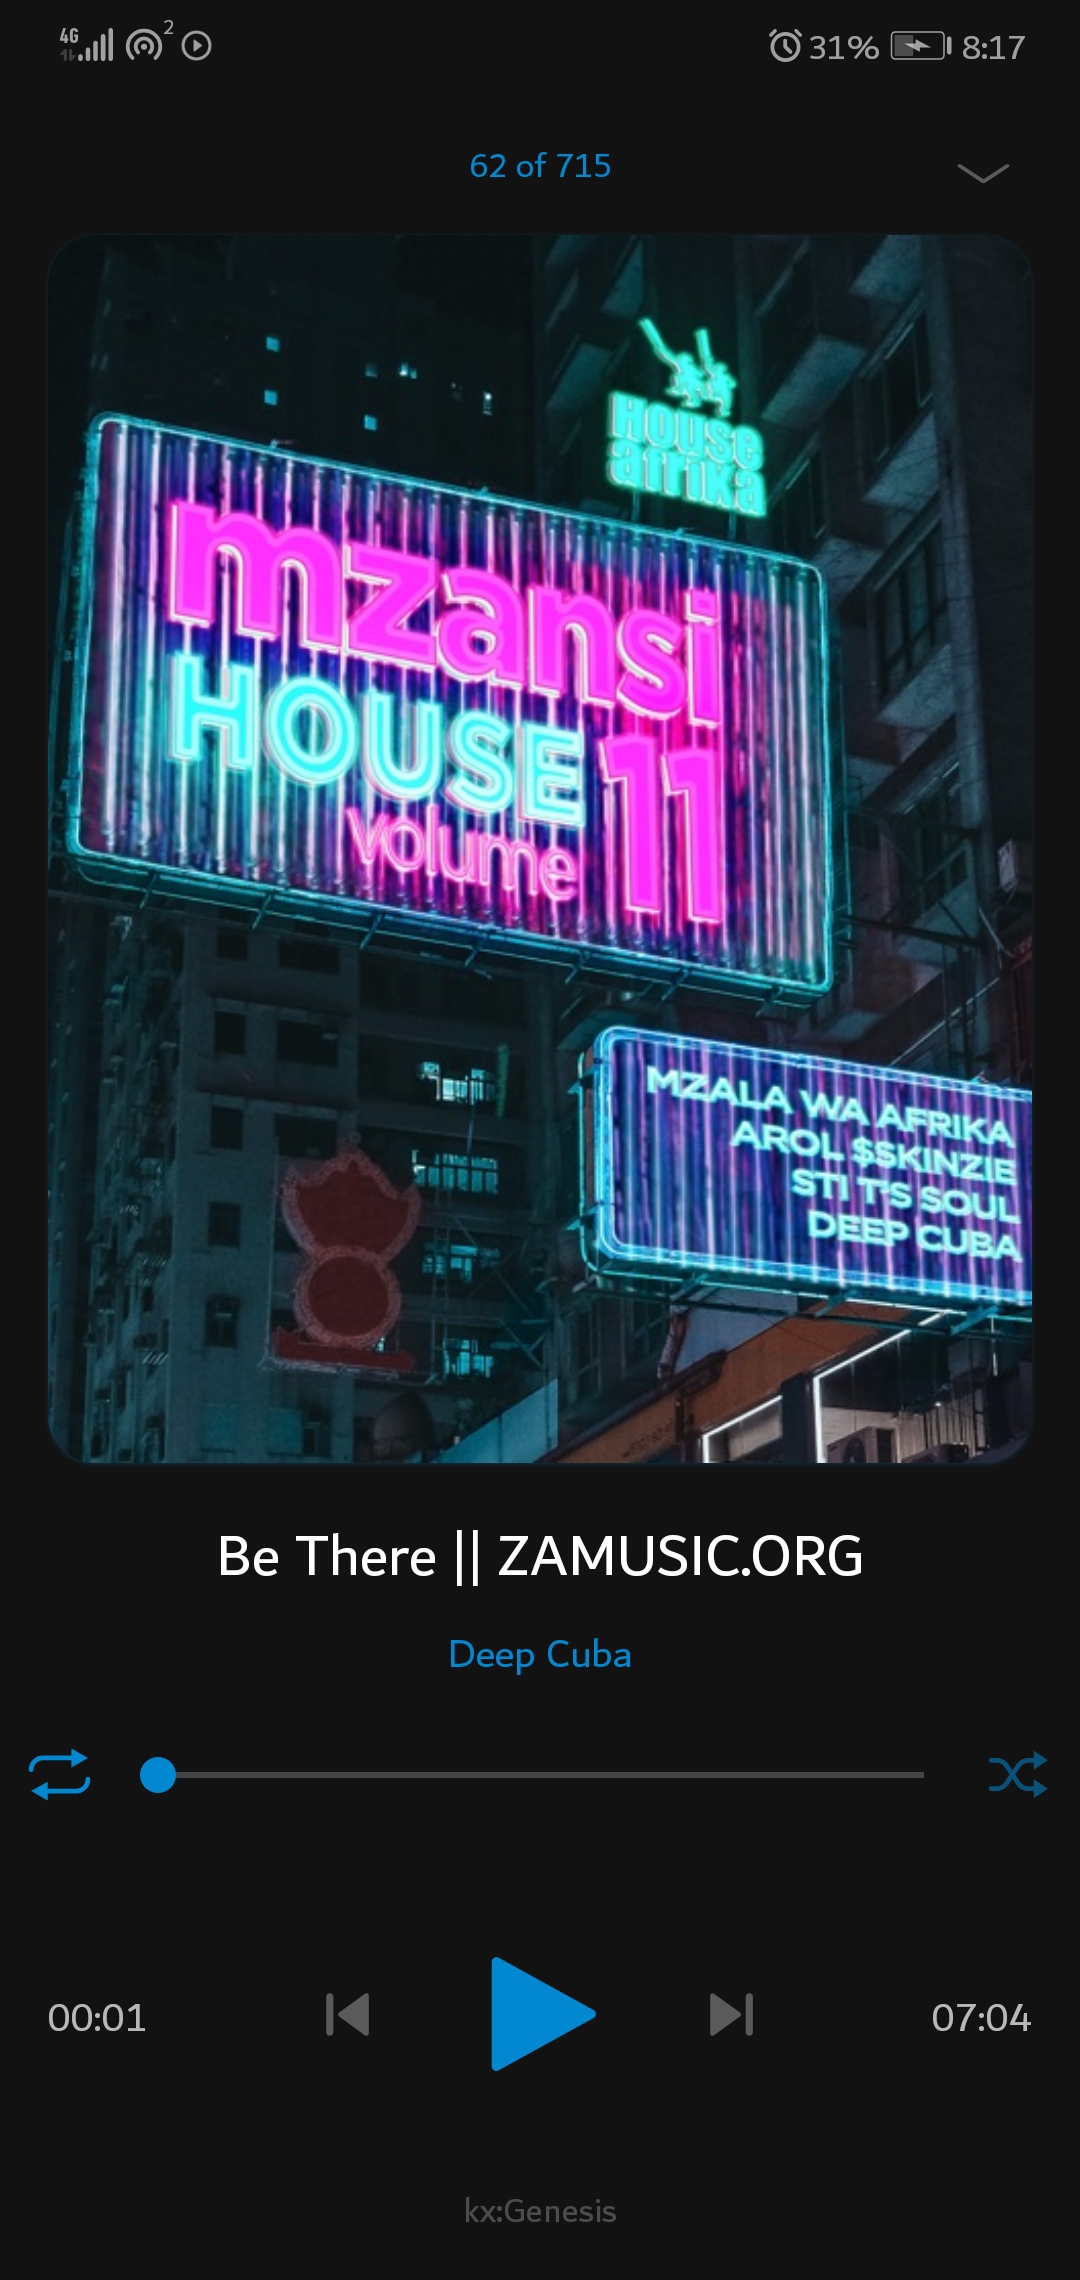 4G
2
31%
8:17
62 of 715
House
afrika
mzansi
HOUSE 11
volume
MZALA WA AFRIKA
AROL $$KINZIE
STI T'S SOUL
DEEP CUBA
Be There || ZAMUSIC.ORG
Deep Cuba
00:01
07:04
kx:Genesis